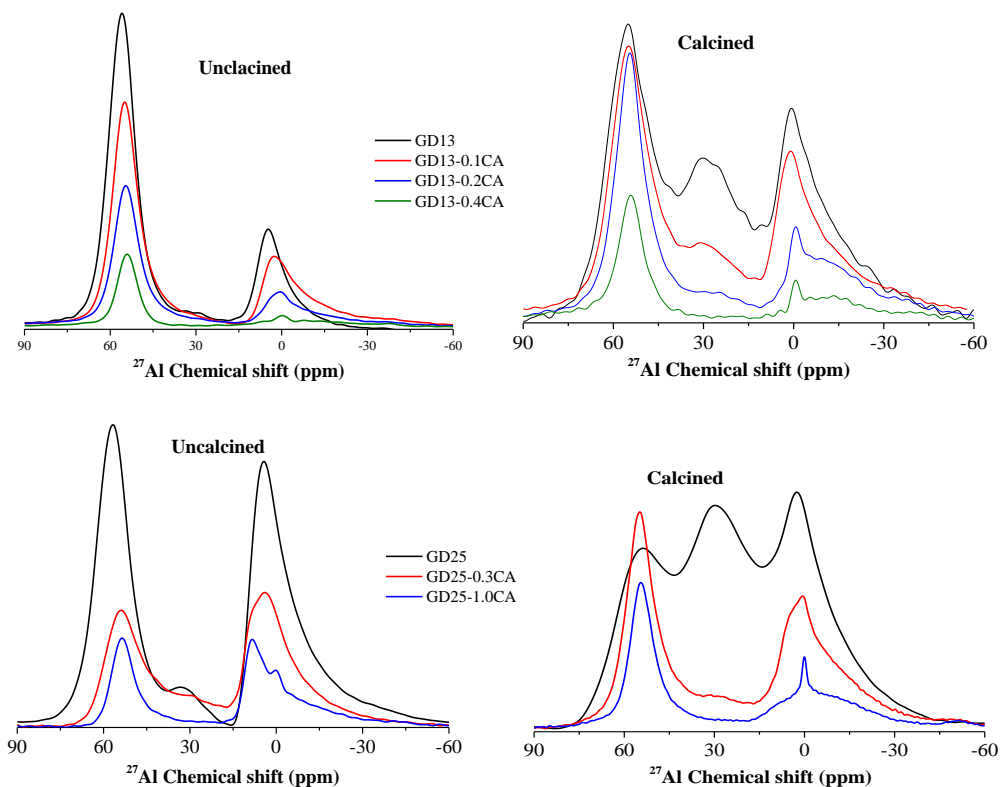 Unclacined
Calcined
GD13
GD13-0.1CA
GD13-0.2CA
GD13-0.4CA
90 60 30 0 -30 -60
90 60 30 0 -30 -60
²⁷Al Chemical shift (ppm)
²⁷Al Chemical shift (ppm)
Uncalcined
Calcined
GD25
GD25-0.3CA
GD25-1.0CA
90 60 30 0 -30 -60
90 60 30 0 -30 -60
²⁷Al Chemical shift (ppm)
²⁷Al Chemical shift (ppm)